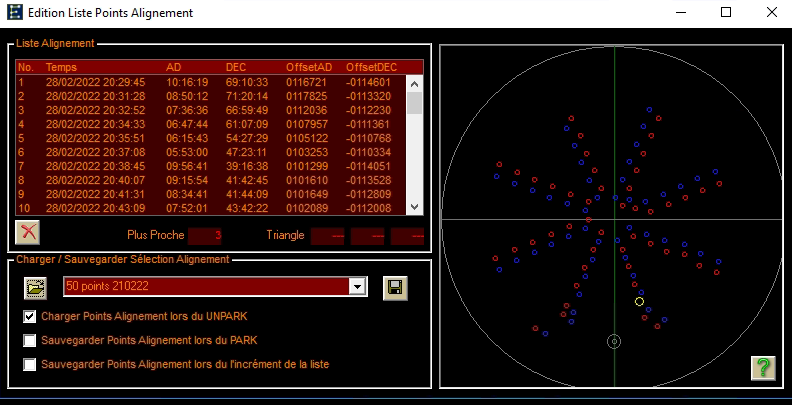 Edition Liste Points Alignement
Liste Alignement
No. Temps AD DEC OffsetAD OffsetDEC
1 28/02/2022 20:29:45 10:16:19 69:10:33 0116721 -0114601
2 28/02/2022 20:31:28 08:50:12 71:20:14 0117825 -0113320
3 28/02/2022 20:32:52 07:36:36 66:59:49 0112036 -0112230
4 28/02/2022 20:34:33 06:47:44 61:07:09 0107957 -0111361
5 28/02/2022 20:35:51 06:15:43 54:27:29 0105122 -0110768
6 28/02/2022 20:37:08 05:53:00 47:23:11 0103253 -0110334
7 28/02/2022 20:38:45 09:56:41 39:16:38 0101299 -0114051
8 28/02/2022 20:40:07 09:15:54 41:42:45 0101610 -0113528
9 28/02/2022 20:41:31 08:34:41 41:44:09 0101649 -0112809
10 28/02/2022 20:43:09 07:52:01 43:42:22 0102089 -0112008
Plus Proche 3 Triangle --- --- ---
Charger / Sauvegarder Sélection Alignement
50 points 210222
Charger Points Alignement lors du UNPARK
Sauvegarder Points Alignement lors du PARK
Sauvegarder Points Alignement lors du l'incrément de la liste
?